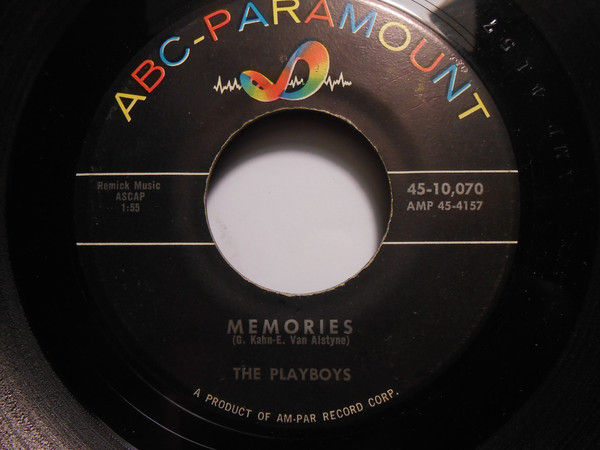 ABC-PARAMOUNT
Remick Music
ASCAP
1:55
45-10,070
AMP 45-4157
MEMORIES
(G. Kahn-E. Van Alstyne)
THE PLAYBOYS
A PRODUCT OF AM-PAR RECORD CORP.